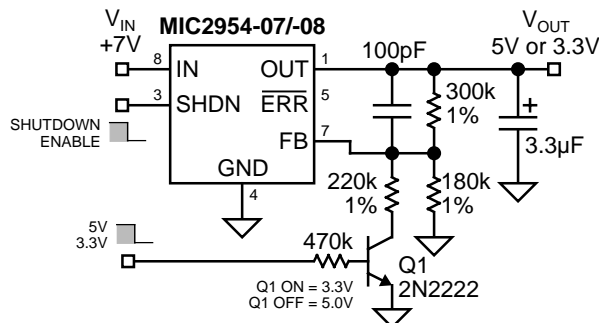 MIC2954-07/-08
VIN
+7V
VOUT
5V or 3.3V
100pF
8
IN
OUT
1
3
SHDN
ERR
5
FB
7
GND
4
300k
1%
3.3µF
SHUTDOWN
ENABLE
220k
1%
180k
1%
5V
3.3V
470k
Q1 ON = 3.3V
Q1 OFF = 5.0V
Q1
2N2222
+